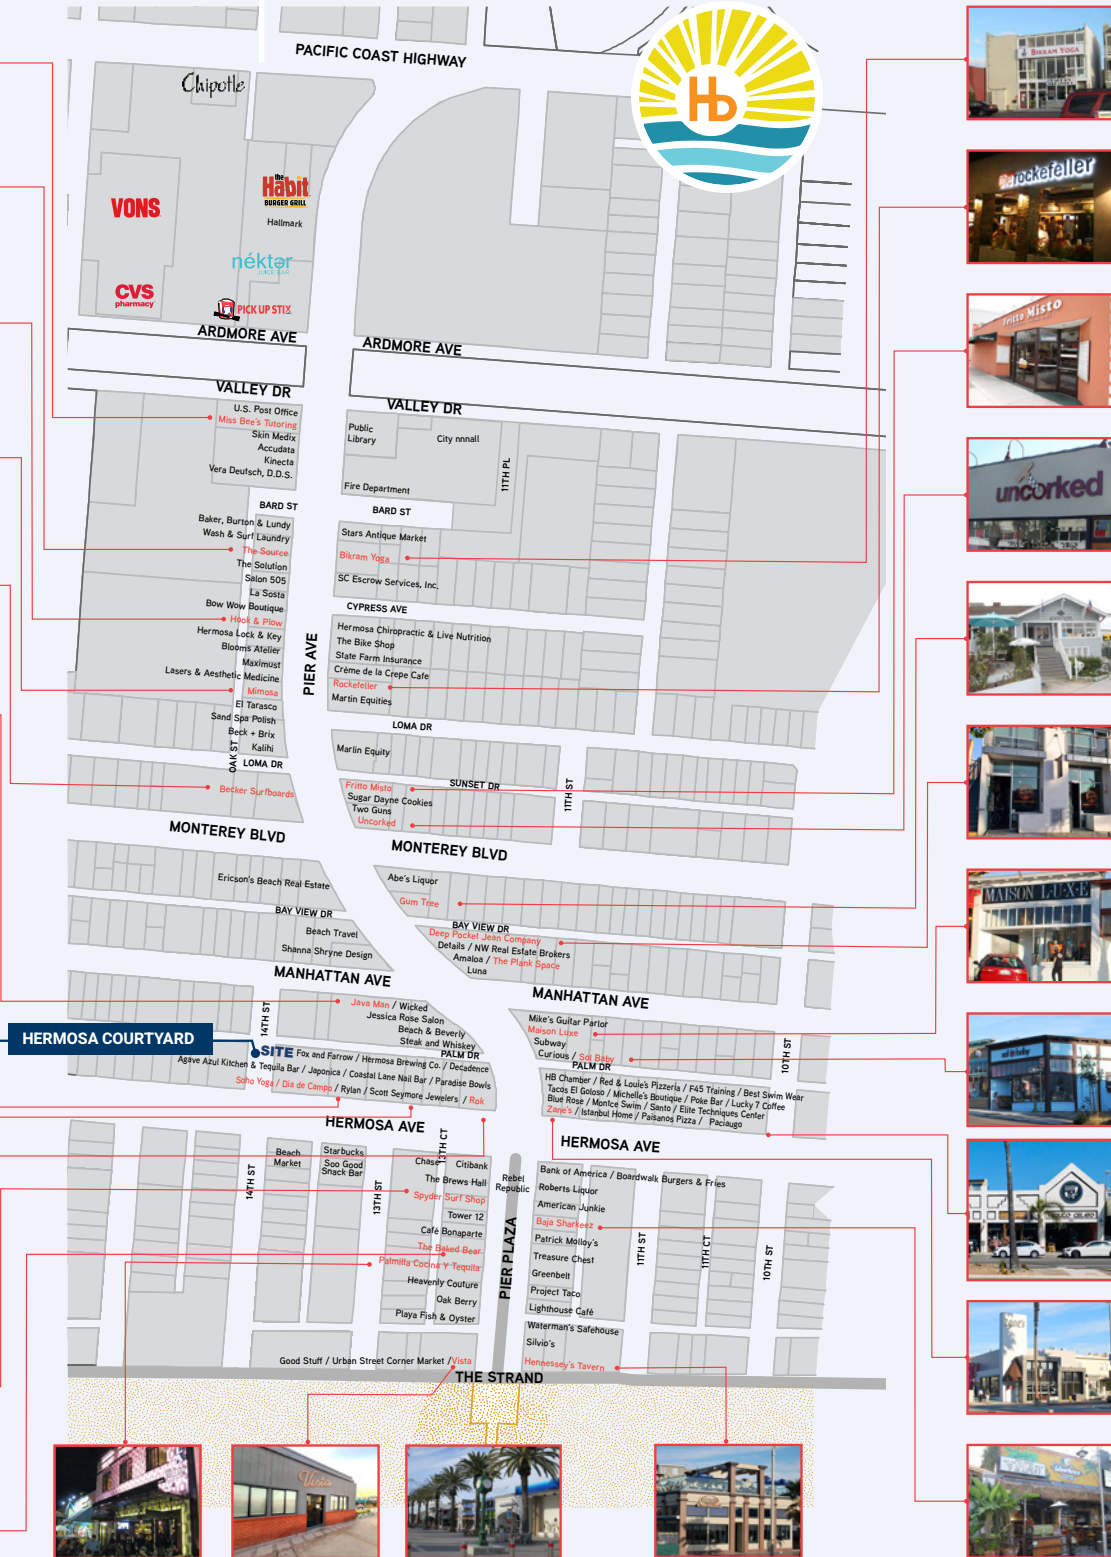 PACIFIC COAST HIGHWAY
Chipotle
Hb
VONS
the
Habit
BURGER GRILL
Hallmark
néktər
JUICE BAR
CVS
pharmacy
PICK UP STIX
ARDMORE AVE
ARDMORE AVE
VALLEY DR
VALLEY DR
U.S. Post Office
Miss Bee's Tutoring
Skin Medix
Accudata
Kinecta
Vera Deutsch, D.D.S.
Public
Library
City nnnall
11TH PL
Fire Department
BARD ST
BARD ST
Baker, Burton & Lundy
Wash & Surf Laundry
The Source
The Solution
Salon 505
La Sosta
Bow Wow Boutique
Hook & Plow
Hermosa Lock & Key
Blooms Atelier
Maximust
Lasers & Aesthetic Medicine
Mimosa
El Tarasco
Sand Spa Polish
Beck + Brix
Kalihi
OAK ST
LOMA DR
Becker Surfboards
PIER AVE
Stars Antique Market
Bikram Yoga
SC Escrow Services, Inc.
CYPRESS AVE
Hermosa Chiropractic & Live Nutrition
The Bike Shop
State Farm Insurance
Crème de la Crepe Cafe
Rockefeller
Martin Equities
LOMA DR
Marlin Equity
SUNSET DR
Fritto Misto
Sugar Dayne Cookies
Two Guns
Uncorked
11TH ST
MONTEREY BLVD
MONTEREY BLVD
Ericson's Beach Real Estate
BAY VIEW DR
Beach Travel
Shanna Shryne Design
Abe's Liquor
Gum Tree
BAY VIEW DR
Deep Pocket Jean Company
Details / NW Real Estate Brokers
Amaloa / The Plank Space
Luna
MANHATTAN AVE
MANHATTAN AVE
14TH ST
Java Man / Wicked
Jessica Rose Salon
Beach & Beverly
Steak and Whiskey
PALM DR
HERMOSA COURTYARD
SITE
Fox and Farrow / Hermosa Brewing Co. / Decadence
Agave Azul Kitchen & Tequila Bar / Japonica / Coastal Lane Nail Bar / Paradise Bowls
Soho Yoga / Dia de Campo / Rylan / Scott Seymore Jewelers / Rok
Mike's Guitar Parlor
Maison Luxe
Subway
Curious / Sol Baby
PALM DR
10TH ST
HB Chamber / Red & Louie's Pizzeria / F45 Training / Best Swim Wear
Tacos El Goloso / Michelle's Boutique / Poke Bar / Lucky 7 Coffee
Blue Rose / Montce Swim / Santo / Elite Techniques Center
Zane's / Istanbul Home / Paisanos Pizza / Paciaugo
HERMOSA AVE
HERMOSA AVE
14TH ST
Beach
Market
Starbucks
Soo Good
Snack Bar
13TH ST
13TH CT
Chase
Citibank
The Brews Hall
Spyder Surf Shop
Tower 12
Café Bonaparte
The Baked Bear
Palmilla Cocina Y Tequila
Heavenly Couture
Oak Berry
Playa Fish & Oyster
Good Stuff / Urban Street Corner Market / Vista
Rebel
Republic
PIER PLAZA
Bank of America / Boardwalk Burgers & Fries
Roberts Liquor
American Junkie
Baja Sharkeez
Patrick Molloy's
Treasure Chest
Greenbelt
Project Taco
Lighthouse Café
Waterman's Safehouse
Silvio's
Hennessey's Tavern
11TH ST
11TH CT
10TH ST
THE STRAND
BIKRAM YOGA
the rockefeller
Fritto Misto
uncorked
MAISON LUXE
sol baby
Zane's
Vista